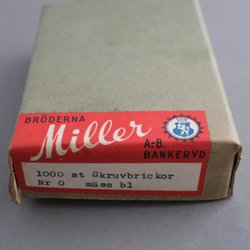 BRÖDERNA
Miller
A.-B.
BANKERYD
1000 st Skruvbrickor
Nr 0 mäss bl